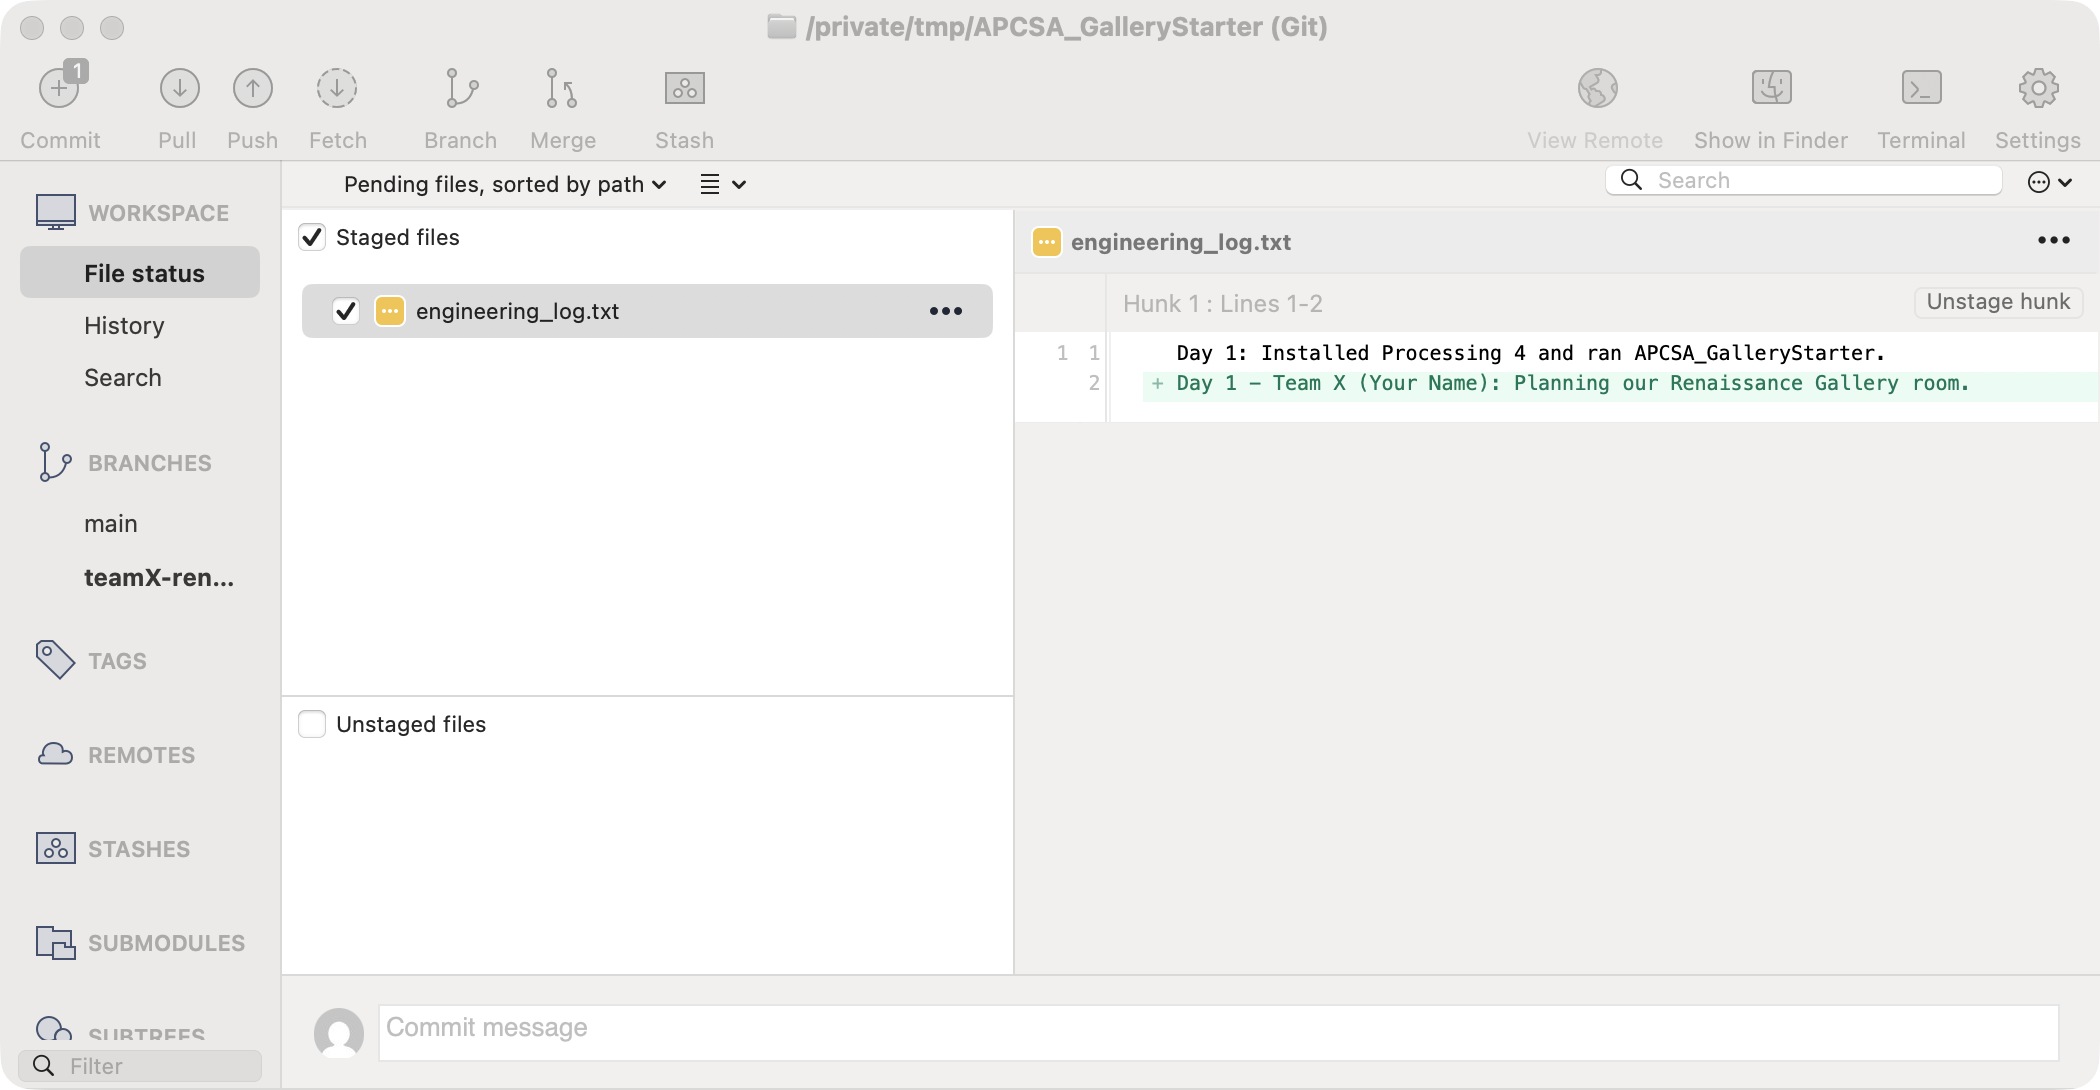 /private/tmp/APCSA_GalleryStarter (Git)
1
Commit Pull Push Fetch Branch Merge Stash View Remote Show in Finder Terminal Settings
Pending files, sorted by path
Search
WORKSPACE
File status
History
Search
BRANCHES
main
teamX-ren...
TAGS
REMOTES
STASHES
SUBMODULES
SUBTREES
Filter
Staged files
engineering_log.txt
Unstaged files
engineering_log.txt
Hunk 1 : Lines 1-2
Unstage hunk
1 1 Day 1: Installed Processing 4 and ran APCSA_GalleryStarter.
2 + Day 1 – Team X (Your Name): Planning our Renaissance Gallery room.
Commit message